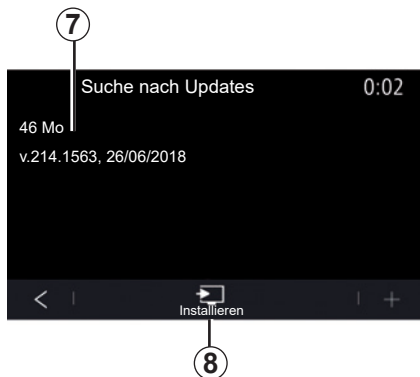 7
Suche nach Updates 0:02
46 Mo
v.214.1563, 26/06/2018
Installieren
8